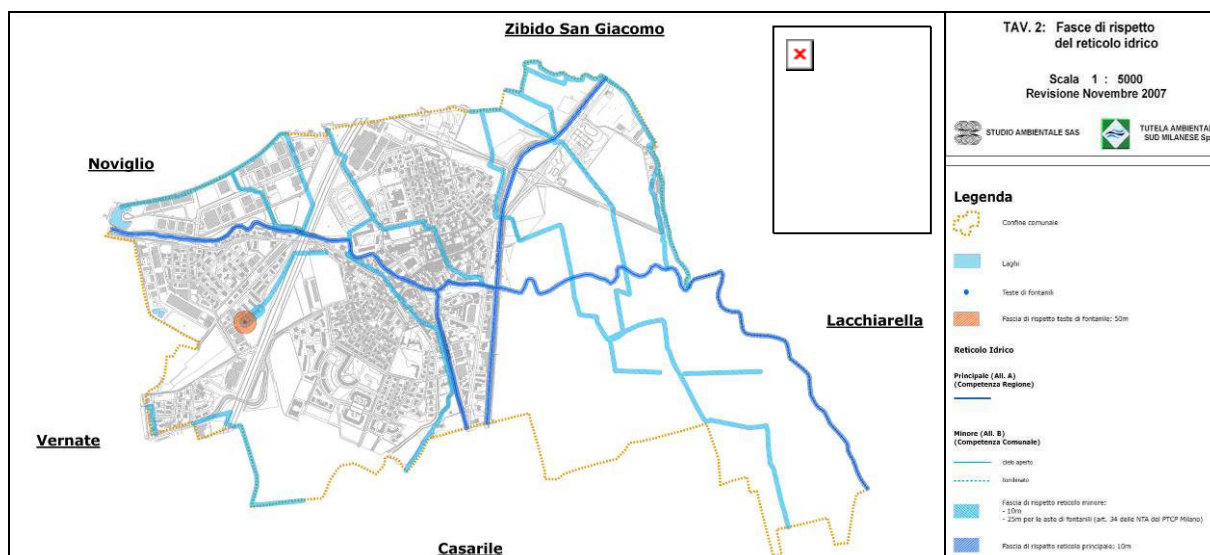 Zibido San Giacomo
Noviglio
Lacchiarella
Vernate
Casarile
TAV. 2: Fasce di rispetto
del reticolo idrico
Scala 1 : 5000
Revisione Novembre 2007
STUDIO AMBIENTALE SAS
TUTELA AMBIENTAL
SUD MILANESE Sp
Legenda
Confine comunale
Laghi
Teste di fontanili
Fascia di rispetto teste di fontanile: 50m
Reticolo Idrico
Principale (All. A)
(Competenza Regione)
Minore (All. B)
(Competenza Comunale)
cielo aperto
tombinato
Fascia di rispetto reticolo minore:
- 10m
- 25m per le aste di fontanili (art. 34 delle NTA del PTCP Milano)
Fascia di rispetto reticolo principale: 10m